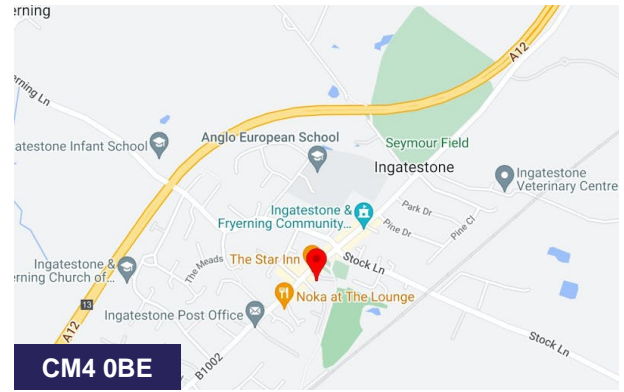 erning
A12
erning Ln
atestone Infant School
Anglo European School
Seymour Field
Ingatestone
Ingatestone
Veterinary Centre
Park Dr
Ingatestone &
Fryerning Community...
Pine Dr
Pine Cl
The Star Inn
Stock Ln
Ingatestone &
erning Church of...
The Meads
Noka at The Lounge
13
Ingatestone Post Office
A12
B1002
Stock Ln
CM4 0BE